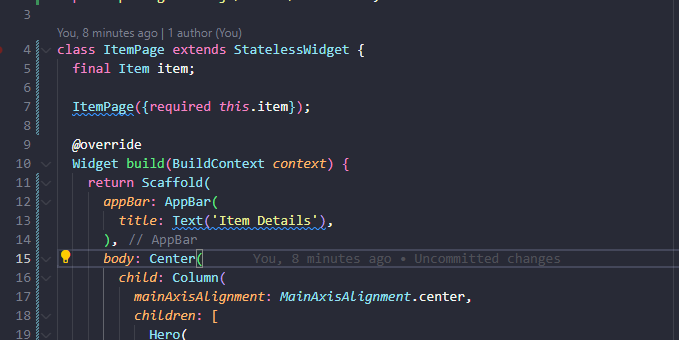 3
You, 8 minutes ago | 1 author (You)
4 class ItemPage extends StatelessWidget {
5 final Item item;
6
7 ItemPage({required this.item});
8
9 @override
10 Widget build(BuildContext context) {
11 return Scaffold(
12 appBar: AppBar(
13 title: Text('Item Details'),
14 ), // AppBar
15 body: Center( You, 8 minutes ago • Uncommitted changes
16 child: Column(
17 mainAxisAlignment: MainAxisAlignment.center,
18 children: [
19 Hero(